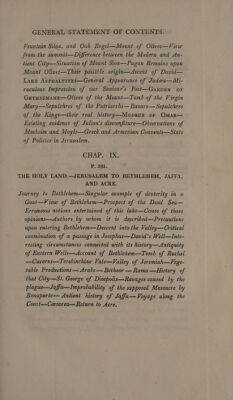 GENERAL STATEMENT OF CONTENTS.
Fountain Siloa, and Oak Rogel—Mount of Olives—View
from the summit—Difference between the Modern and An-
tient City—Situation of Mount Sion—Pagan Remains upon
Mount Olivet—Their possible origin—Ascent of David—
LAKE ASPHALTITES—General Appearance of Judæa—Mi-
raculous Impression of our Saviour's Foot—GARDEN OF
GETHSEMANE—Olives of the Mount—Tomb of the Virgin
Mary—Sepulchres of the Patriarchs—Bazars—Sepulchres
of the Kings—their real history—MOSQUE OF OMAR—
Existing evidence of Julian's discomfiture—Observations of
Mosheim and Moyle—Greek and Armenian Convents—State
of Politics in Jerusalem.
CHAP. IX.
THE HOLY LAND.—JERUSALEM TO BETHLEHEM, JAFFA,
AND ACRE.
Journey to Bethlehem—Singular example of dexterity in a
Goat—View of Bethlehem—Prospect of the Dead Sea—
Erroneous notions entertained of this lake—Cause of those
opinions—Authors by whom it is described—Precautions
upon entering Bethlehem—Descent into the Valley—Critical
examination of a passage in Josephus—David's Well—Inte-
resting circumstances connected with its history—Antiquity
of Eastern Wells—Account of Bethlehem—Tomb of Rachel
—Caverns—Terebinthine Vale—Valley of Jeremiah—Vege-
table Productions—Arabs—Bethoor—Rama—History of
that City—St. George of Diospolis—Ravages caused by the
plague—Jaffa—Improbability of the supposed Massacre by
Bonaparte—Antient history of Jaffa—Voyage along the
Coast—Cæsarea—Return to Acre.